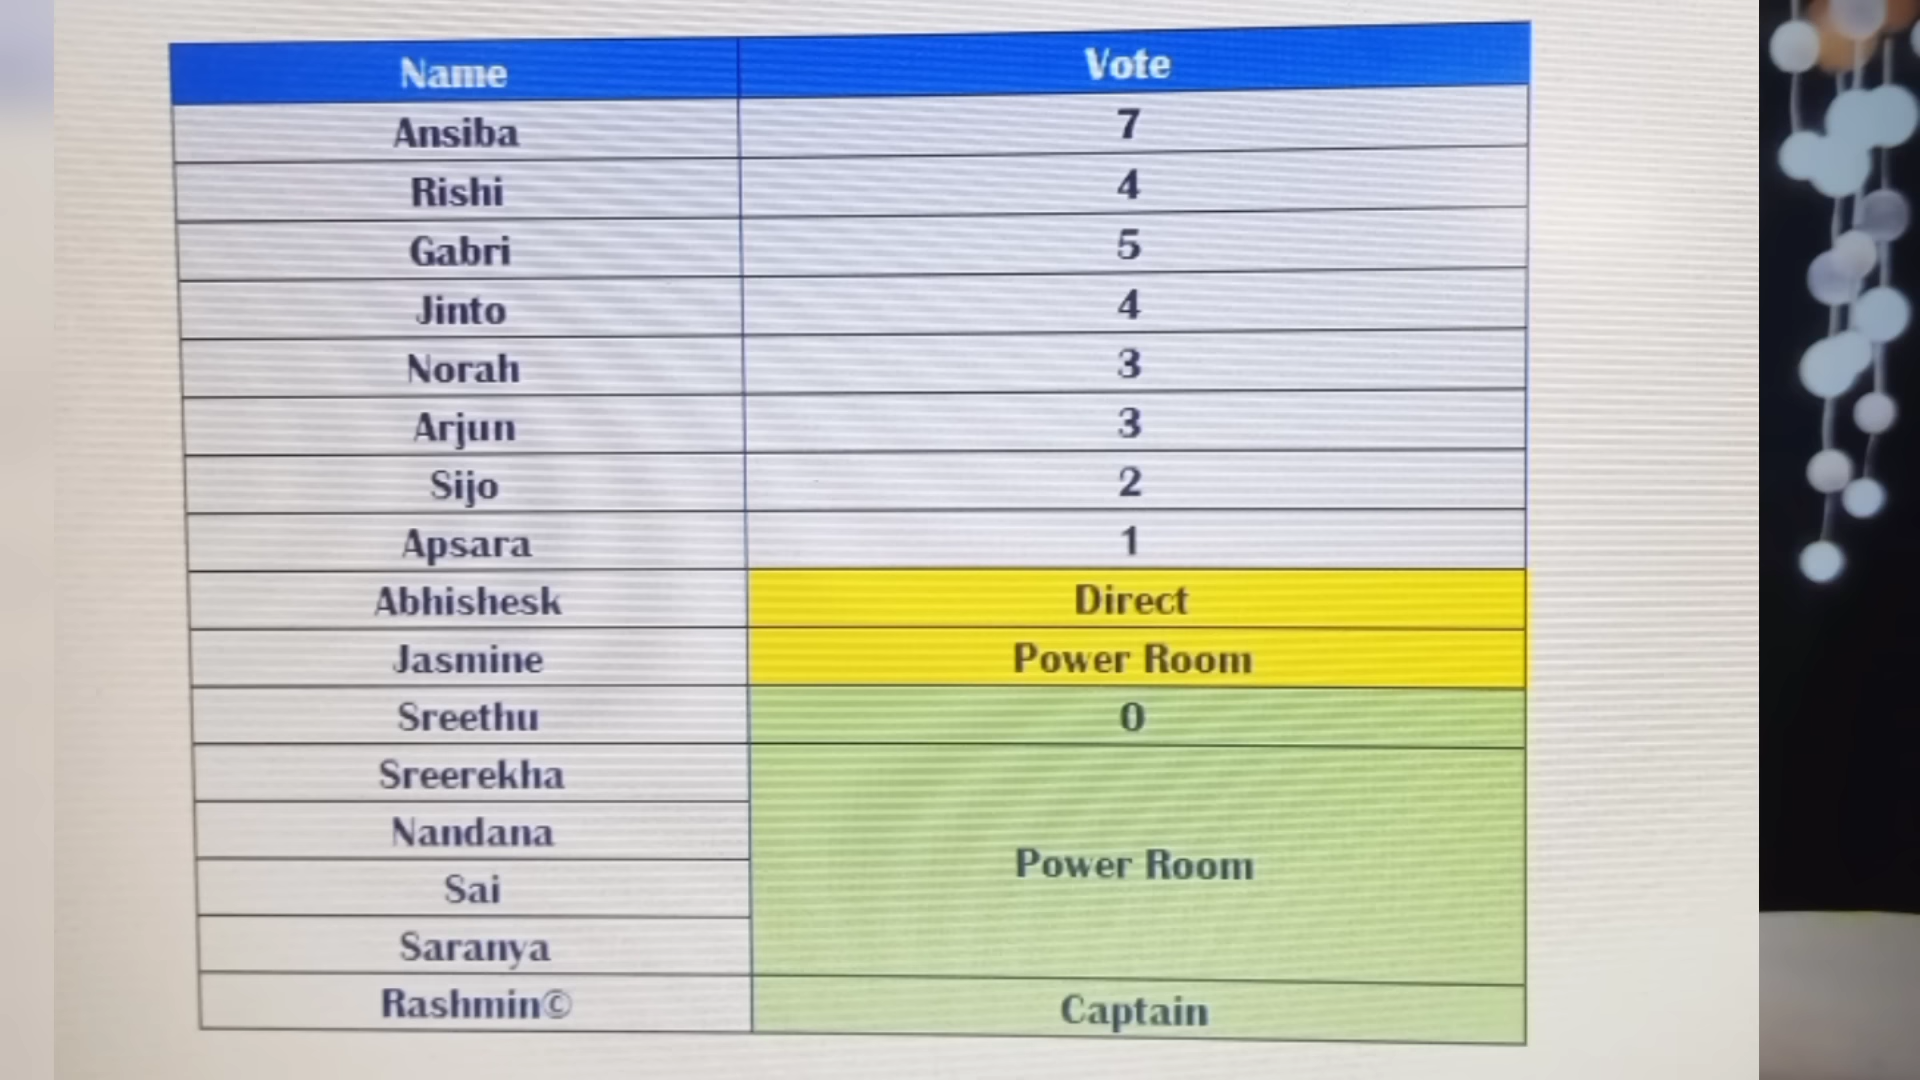 Name Vote
Ansiba 7
Rishi 4
Gabri 5
Jinto 4
Norah 3
Arjun 3
Sijo 2
Apsara 1
Abhishesk Direct
Jasmine Power Room
Sreethu 0
Sreerekha
Nandana
Power Room
Sai
Saranya
Rashmin© Captain